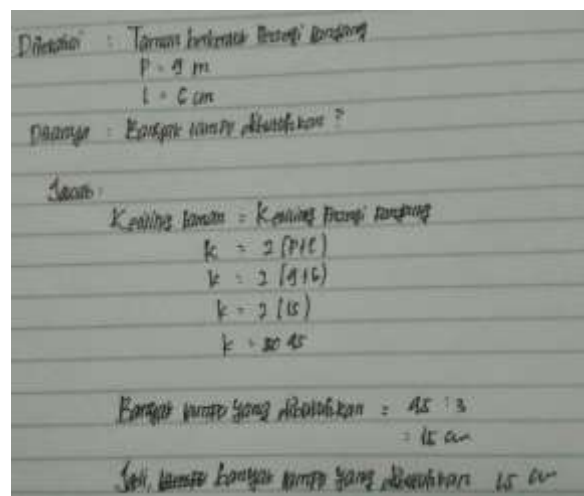 Diketahui : Taman berbentuk Persegi panjang
P = 9 m
l = 6 cm
Ditanya : Banyak lampu dibutuhkan ?
Jawab :
Keliling taman = Keliling Persegi panjang
k = 2 (p+l)
k = 2 (9+6)
k = 2 (15)
k = 45
Banyak lampu yang dibutuhkan = 45 : 3
= 15 cm
Jadi, banyak lampu yang dibutuhkan 15 cm